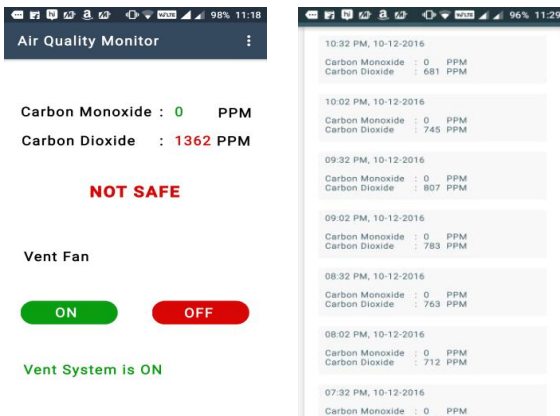 98% 11:18
Air Quality Monitor
Carbon Monoxide : 0 PPM
Carbon Dioxide : 1362 PPM
NOT SAFE
Vent Fan
ON OFF
Vent System is ON
96% 11:29
10:32 PM, 10-12-2016
Carbon Monoxide : 0 PPM
Carbon Dioxide : 681 PPM
10:02 PM, 10-12-2016
Carbon Monoxide : 0 PPM
Carbon Dioxide : 745 PPM
09:32 PM, 10-12-2016
Carbon Monoxide : 0 PPM
Carbon Dioxide : 807 PPM
09:02 PM, 10-12-2016
Carbon Monoxide : 0 PPM
Carbon Dioxide : 783 PPM
08:32 PM, 10-12-2016
Carbon Monoxide : 0 PPM
Carbon Dioxide : 763 PPM
08:02 PM, 10-12-2016
Carbon Monoxide : 0 PPM
Carbon Dioxide : 712 PPM
07:32 PM, 10-12-2016
Carbon Monoxide : 0 PPM